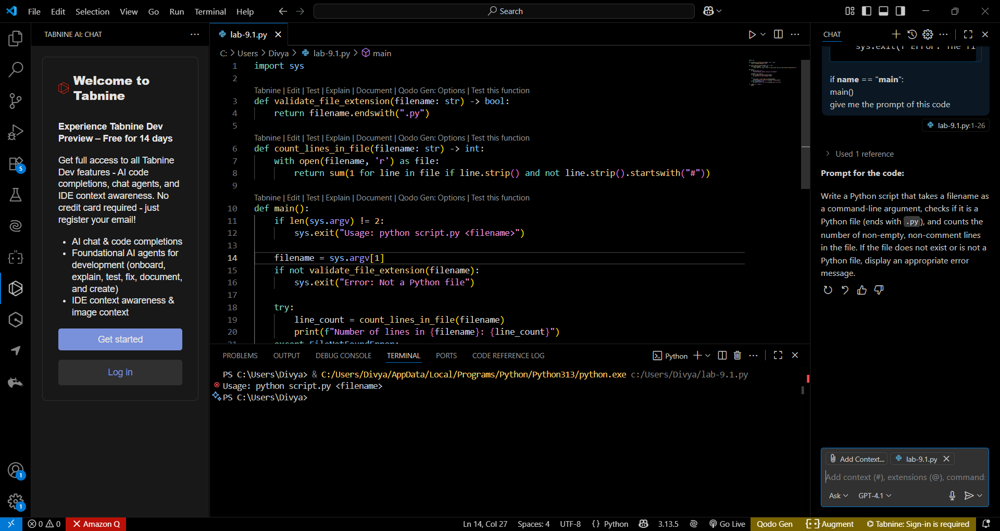 File Edit Selection View Go Run Terminal Help
Search
TABNINE AI: CHAT
Welcome to
Tabnine
Experience Tabnine Dev
Preview – Free for 14 days
Get full access to all Tabnine
Dev features - AI code
completions, chat agents, and
IDE context awareness. No
credit card required - just
register your email!
• AI chat & code completions
• Foundational AI agents for
development (onboard,
explain, test, fix, document,
and create)
• IDE context awareness &
image context
Get started
Log in
5
1
1
lab-9.1.py
C: > Users > Divya > lab-9.1.py > main
1 import sys
2
Tabnine | Edit | Test | Explain | Document | Qodo Gen: Options | Test this function
3 def validate_file_extension(filename: str) -> bool:
4 return filename.endswith(".py")
5
Tabnine | Edit | Test | Explain | Document | Qodo Gen: Options | Test this function
6 def count_lines_in_file(filename: str) -> int:
7 with open(filename, 'r') as file:
8 return sum(1 for line in file if line.strip() and not line.strip().startswith("#"))
9
Tabnine | Edit | Test | Explain | Document | Qodo Gen: Options | Test this function
10 def main():
11 if len(sys.argv) != 2:
12 sys.exit("Usage: python script.py <filename>")
13
14 filename = sys.argv[1]
15 if not validate_file_extension(filename):
16 sys.exit("Error: Not a Python file")
17
18 try:
19 line_count = count_lines_in_file(filename)
20 print(f"Number of lines in {filename}: {line_count}")
21 except FileNotFoundError:
PROBLEMS OUTPUT DEBUG CONSOLE TERMINAL PORTS CODE REFERENCE LOG
Python
PS C:\Users\Divya> & C:/Users/Divya/AppData/Local/Programs/Python/Python313/python.exe c:/Users/Divya/lab-9.1.py
Usage: python script.py <filename>
PS C:\Users\Divya>
CHAT
sys.exit(f"Error: The fi
if name == "main":
main()
give me the prompt of this code
lab-9.1.py:1-26
Used 1 reference
Prompt for the code:
Write a Python script that takes a filename as
a command-line argument, checks if it is a
Python file (ends with .py), and counts the
number of non-empty, non-comment lines
in the file. If the file does not exist or is not a
Python file, display an appropriate error
message.
Add Context... lab-9.1.py
Add context (#), extensions (@), command
Ask GPT-4.1
0 0 Amazon Q
Ln 14, Col 27 Spaces: 4 UTF-8 {} Python 3.13.5 Go Live Qodo Gen Augment Tabnine: Sign-in is required